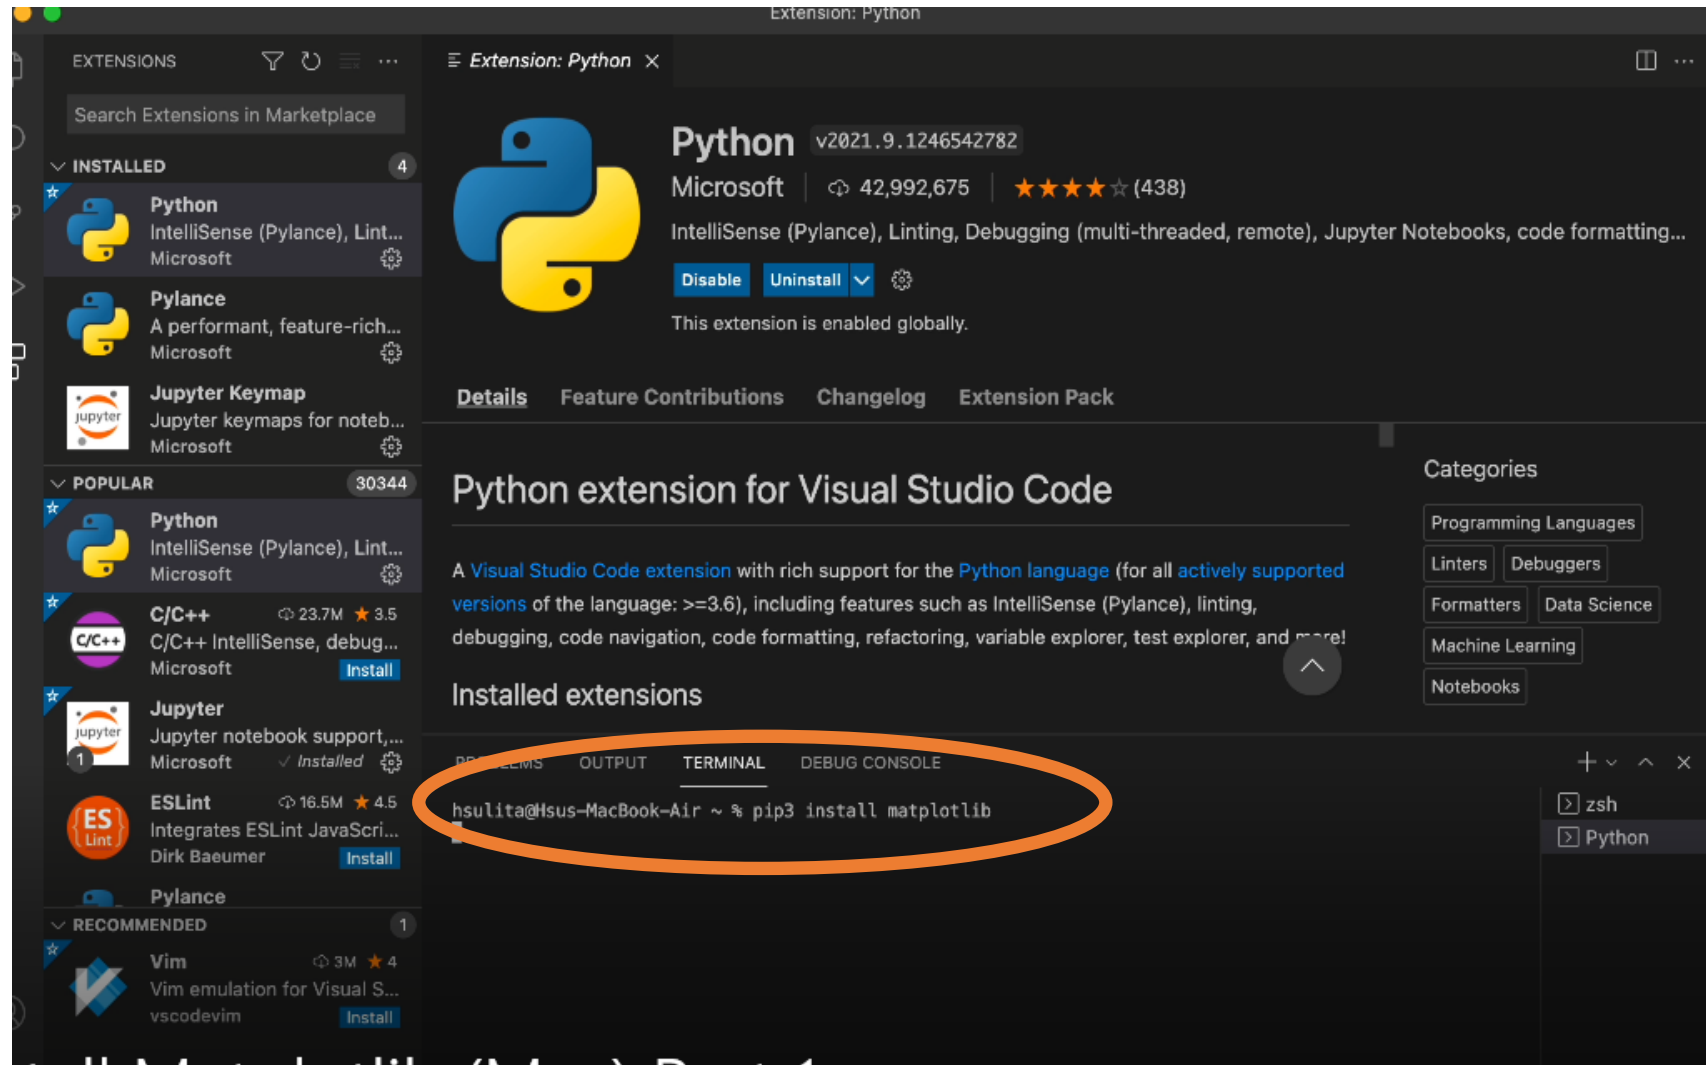 Extension: Python
EXTENSIONS
Search Extensions in Marketplace
INSTALLED 4
Python
IntelliSense (Pylance), Lint...
Microsoft
Pylance
A performant, feature-rich...
Microsoft
Jupyter Keymap
Jupyter keymaps for noteb...
Microsoft
jupyter
POPULAR 30344
Python
IntelliSense (Pylance), Lint...
Microsoft
C/C++ 23.7M ★ 3.5
C/C++ IntelliSense, debug...
Microsoft Install
C/C++
Jupyter
Jupyter notebook support,...
Microsoft ✓ Installed
jupyter
1
ESLint 16.5M ★ 4.5
Integrates ESLint JavaScri...
Dirk Baeumer Install
{ES}
Lint
Pylance
RECOMMENDED 1
Vim 3M ★ 4
Vim emulation for Visual S...
vscodevim Install
Extension: Python ×
Python v2021.9.1246542782
Microsoft 42,992,675 ★★★★☆ (438)
IntelliSense (Pylance), Linting, Debugging (multi-threaded, remote), Jupyter Notebooks, code formatting...
Disable Uninstall
This extension is enabled globally.
Details Feature Contributions Changelog Extension Pack
Python extension for Visual Studio Code
A Visual Studio Code extension with rich support for the Python language (for all actively supported
versions of the language: >=3.6), including features such as IntelliSense (Pylance), linting,
debugging, code navigation, code formatting, refactoring, variable explorer, test explorer, and more!
Installed extensions
Categories
Programming Languages
Linters Debuggers
Formatters Data Science
Machine Learning
Notebooks
PROBLEMS OUTPUT TERMINAL DEBUG CONSOLE
hsulita@Hsus-MacBook-Air ~ % pip3 install matplotlib
zsh
Python